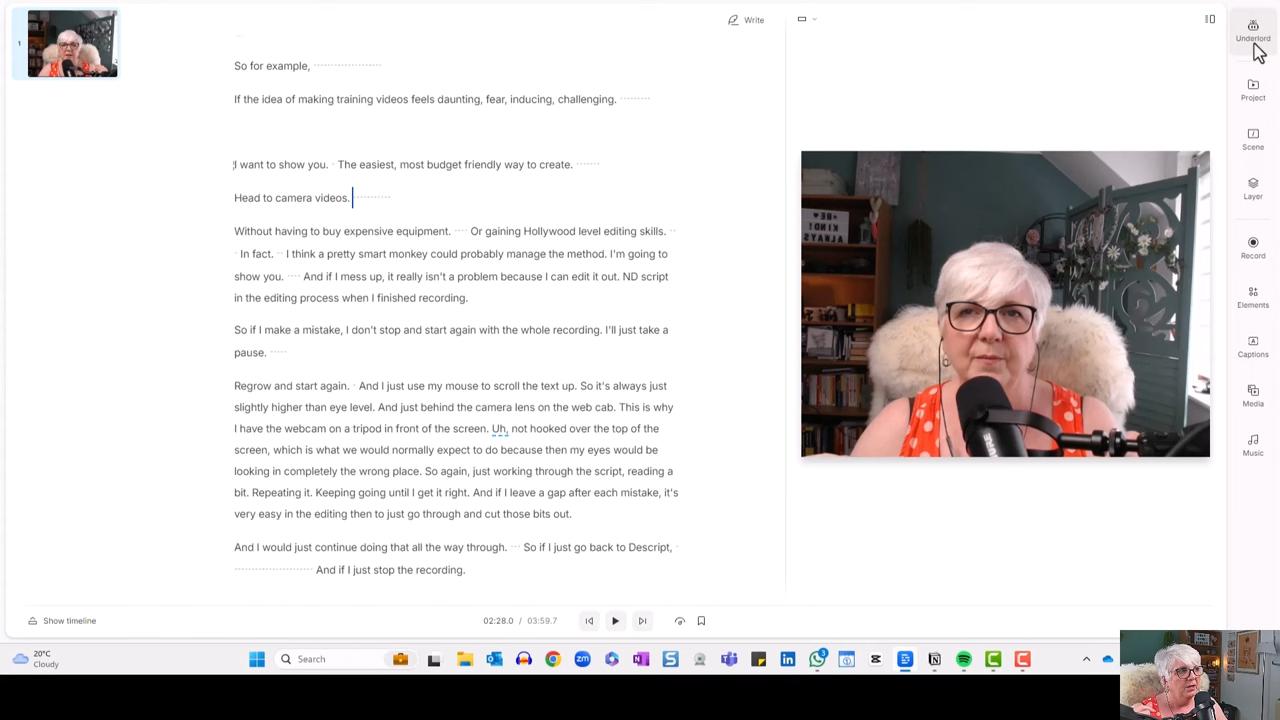 Write
Underlord
1
So for example,
If the idea of making training videos feels daunting, fear, inducing, challenging.
Project
Scene
I want to show you. The easiest, most budget friendly way to create.
Head to camera videos.
Layer
Without having to buy expensive equipment. Or gaining Hollywood level editing skills.
In fact. I think a pretty smart monkey could probably manage the method. I'm going to
show you. And if I mess up, it really isn't a problem because I can edit it out. ND script
in the editing process when I finished recording.
Record
Elements
So if I make a mistake, I don't stop and start again with the whole recording. I'll just take a
pause.
Captions
Regrow and start again. And I just use my mouse to scroll the text up. So it's always just
slightly higher than eye level. And just behind the camera lens on the web cab. This is why
I have the webcam on a tripod in front of the screen. Uh, not hooked over the top of the
screen, which is what we would normally expect to do because then my eyes would be
looking in completely the wrong place. So again, just working through the script, reading a
bit. Repeating it. Keeping going until I get it right. And if I leave a gap after each mistake, it's
very easy in the editing then to just go through and cut those bits out.
Media
Music
And I would just continue doing that all the way through. So if I just go back to Descript,
And if I just stop the recording.
Show timeline
02:28.0 / 03:59.7
20°C
Cloudy
Search
3